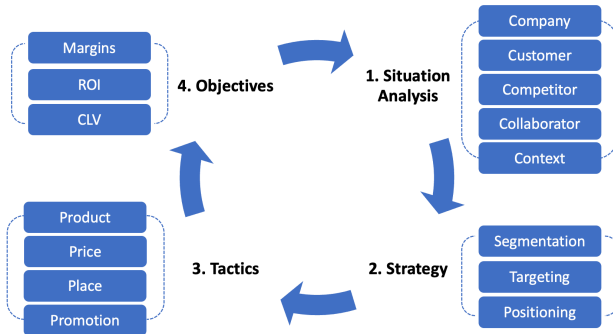 Margins
ROI
CLV
4. Objectives
1. Situation
Analysis
Company
Customer
Competitor
Collaborator
Context
Product
Price
Place
Promotion
3. Tactics
2. Strategy
Segmentation
Targeting
Positioning